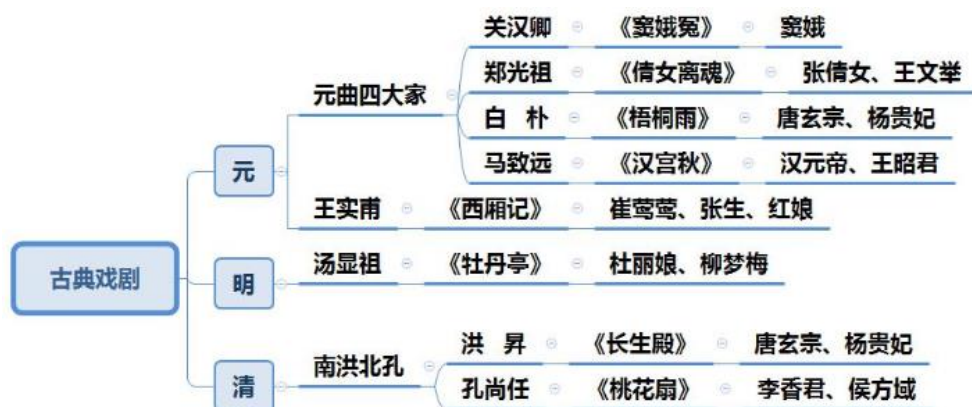 古典戏剧
元
元曲四大家
关汉卿 《窦娥冤》 窦娥
郑光祖 《倩女离魂》 张倩女、王文举
白 朴 《梧桐雨》 唐玄宗、杨贵妃
马致远 《汉宫秋》 汉元帝、王昭君
王实甫 《西厢记》 崔莺莺、张生、红娘
明
汤显祖 《牡丹亭》 杜丽娘、柳梦梅
清
南洪北孔
洪 昇 《长生殿》 唐玄宗、杨贵妃
孔尚任 《桃花扇》 李香君、侯方域